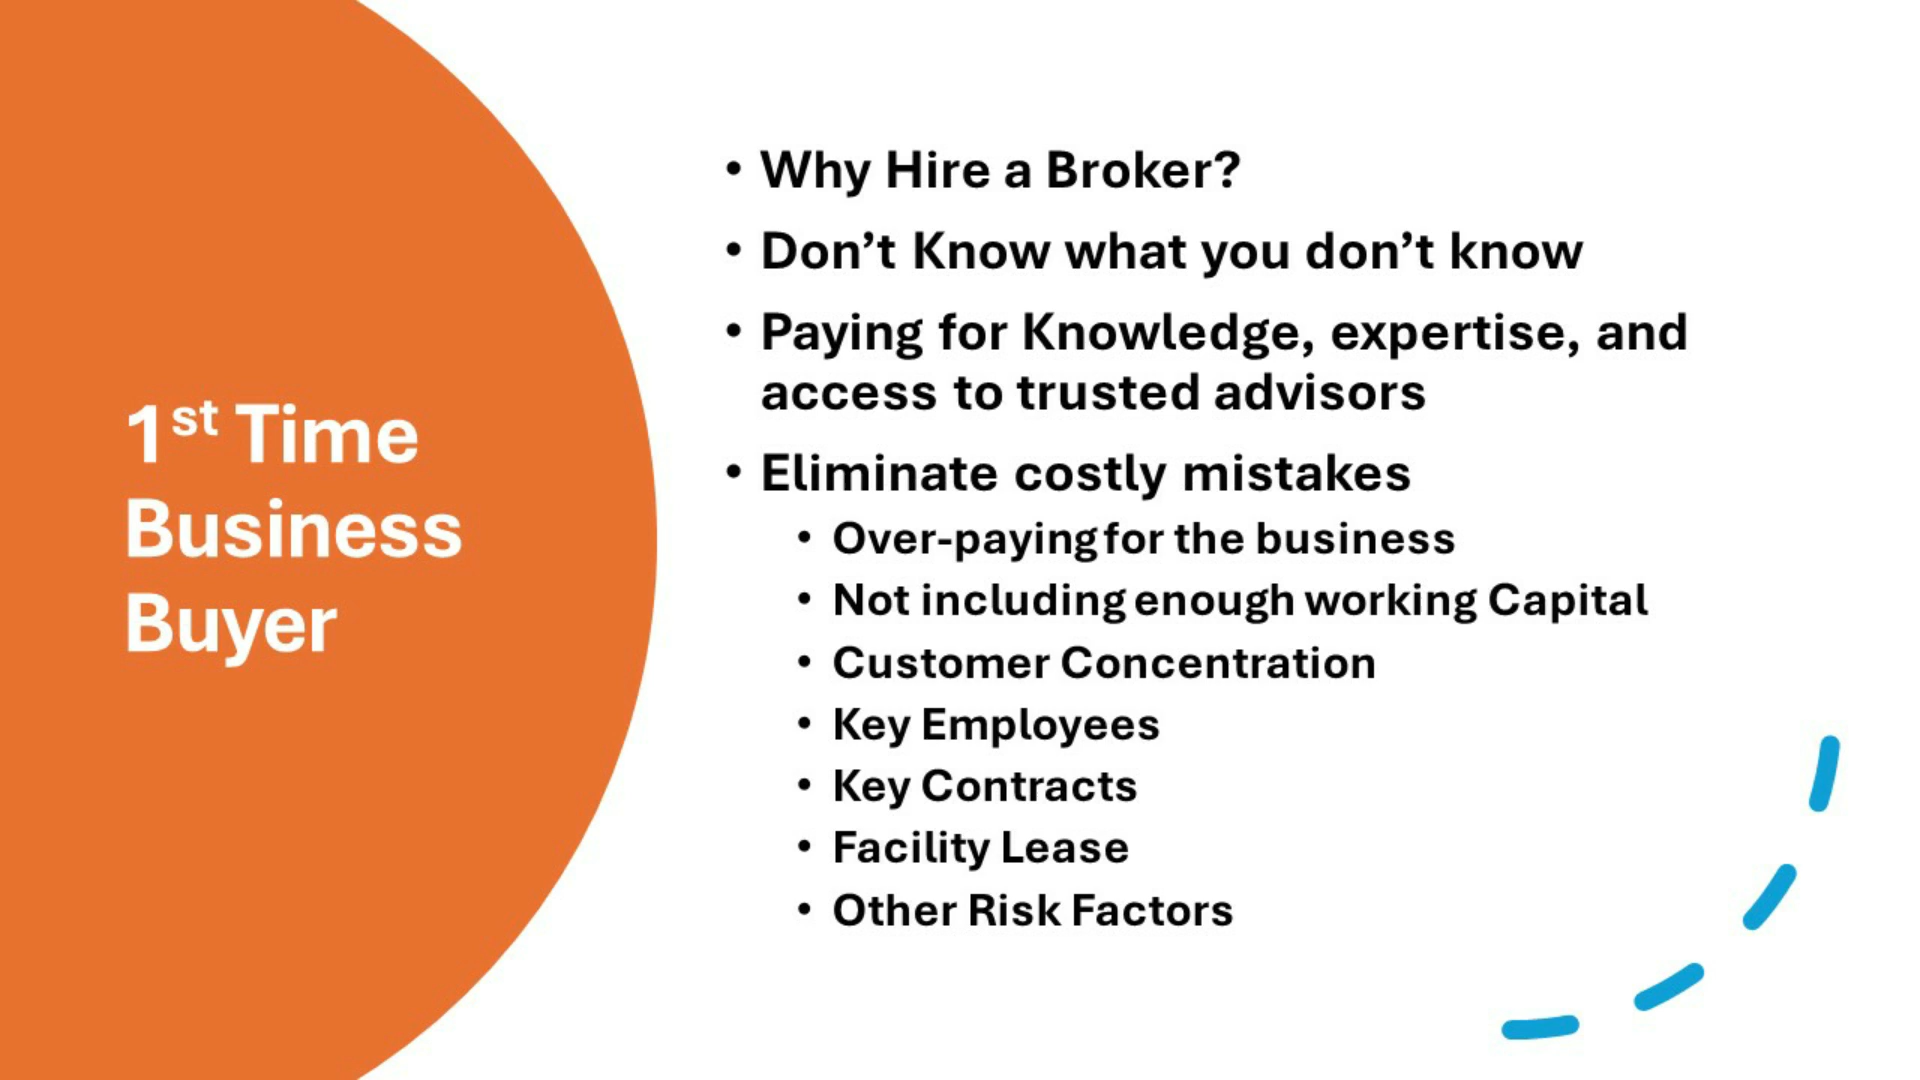 1st Time
Business
Buyer
• Why Hire a Broker?
• Don’t Know what you don’t know
• Paying for Knowledge, expertise, and
access to trusted advisors
• Eliminate costly mistakes
• Over-paying for the business
• Not including enough working Capital
• Customer Concentration
• Key Employees
• Key Contracts
• Facility Lease
• Other Risk Factors